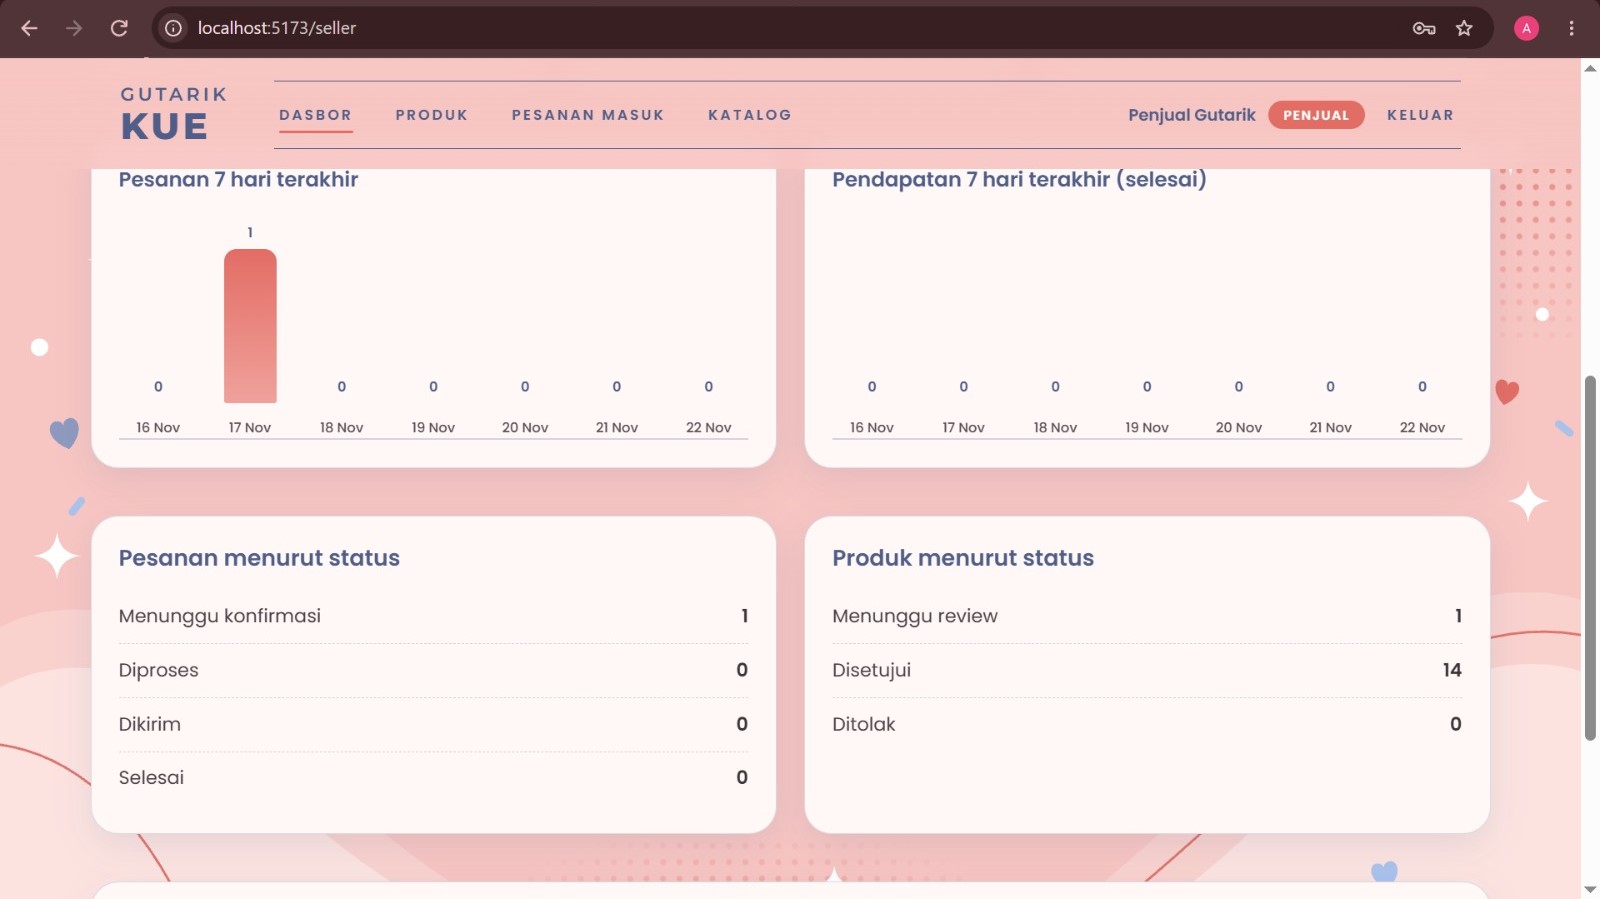 localhost:5173/seller
A
GUTARIK
KUE
DASBOR
PRODUK
PESANAN MASUK
KATALOG
Penjual Gutarik
PENJUAL
KELUAR
Pesanan 7 hari terakhir
1
0 0 0 0 0 0
16 Nov 17 Nov 18 Nov 19 Nov 20 Nov 21 Nov 22 Nov
Pendapatan 7 hari terakhir (selesai)
0 0 0 0 0 0 0
16 Nov 17 Nov 18 Nov 19 Nov 20 Nov 21 Nov 22 Nov
Pesanan menurut status
Menunggu konfirmasi 1
Diproses 0
Dikirim 0
Selesai 0
Produk menurut status
Menunggu review 1
Disetujui 14
Ditolak 0